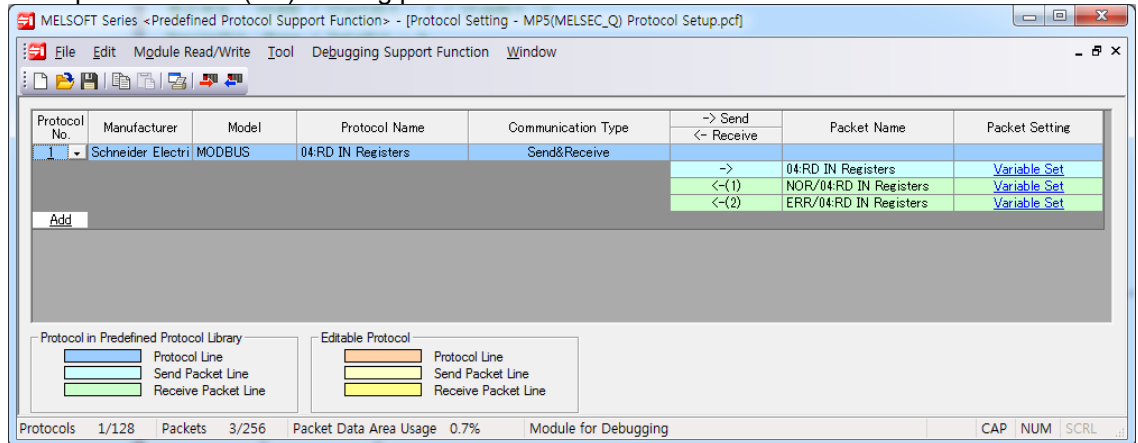 MELSOFT Series <Predefined Protocol Support Function> - [Protocol Setting - MP5(MELSEC_Q) Protocol Setup.pcf]
File Edit Module Read/Write Tool Debugging Support Function Window
Protocol No. Manufacturer Model Protocol Name Communication Type -> Send <- Receive Packet Name Packet Setting
1 Schneider Electri MODBUS 04:RD IN Registers Send&Receive
-> 04:RD IN Registers Variable Set
<-(1) NOR/04:RD IN Registers Variable Set
<-(2) ERR/04:RD IN Registers Variable Set
Add
Protocol in Predefined Protocol Library
Protocol Line
Send Packet Line
Receive Packet Line
Editable Protocol
Protocol Line
Send Packet Line
Receive Packet Line
Protocols 1/128 Packets 3/256 Packet Data Area Usage 0.7% Module for Debugging CAP NUM SCRL